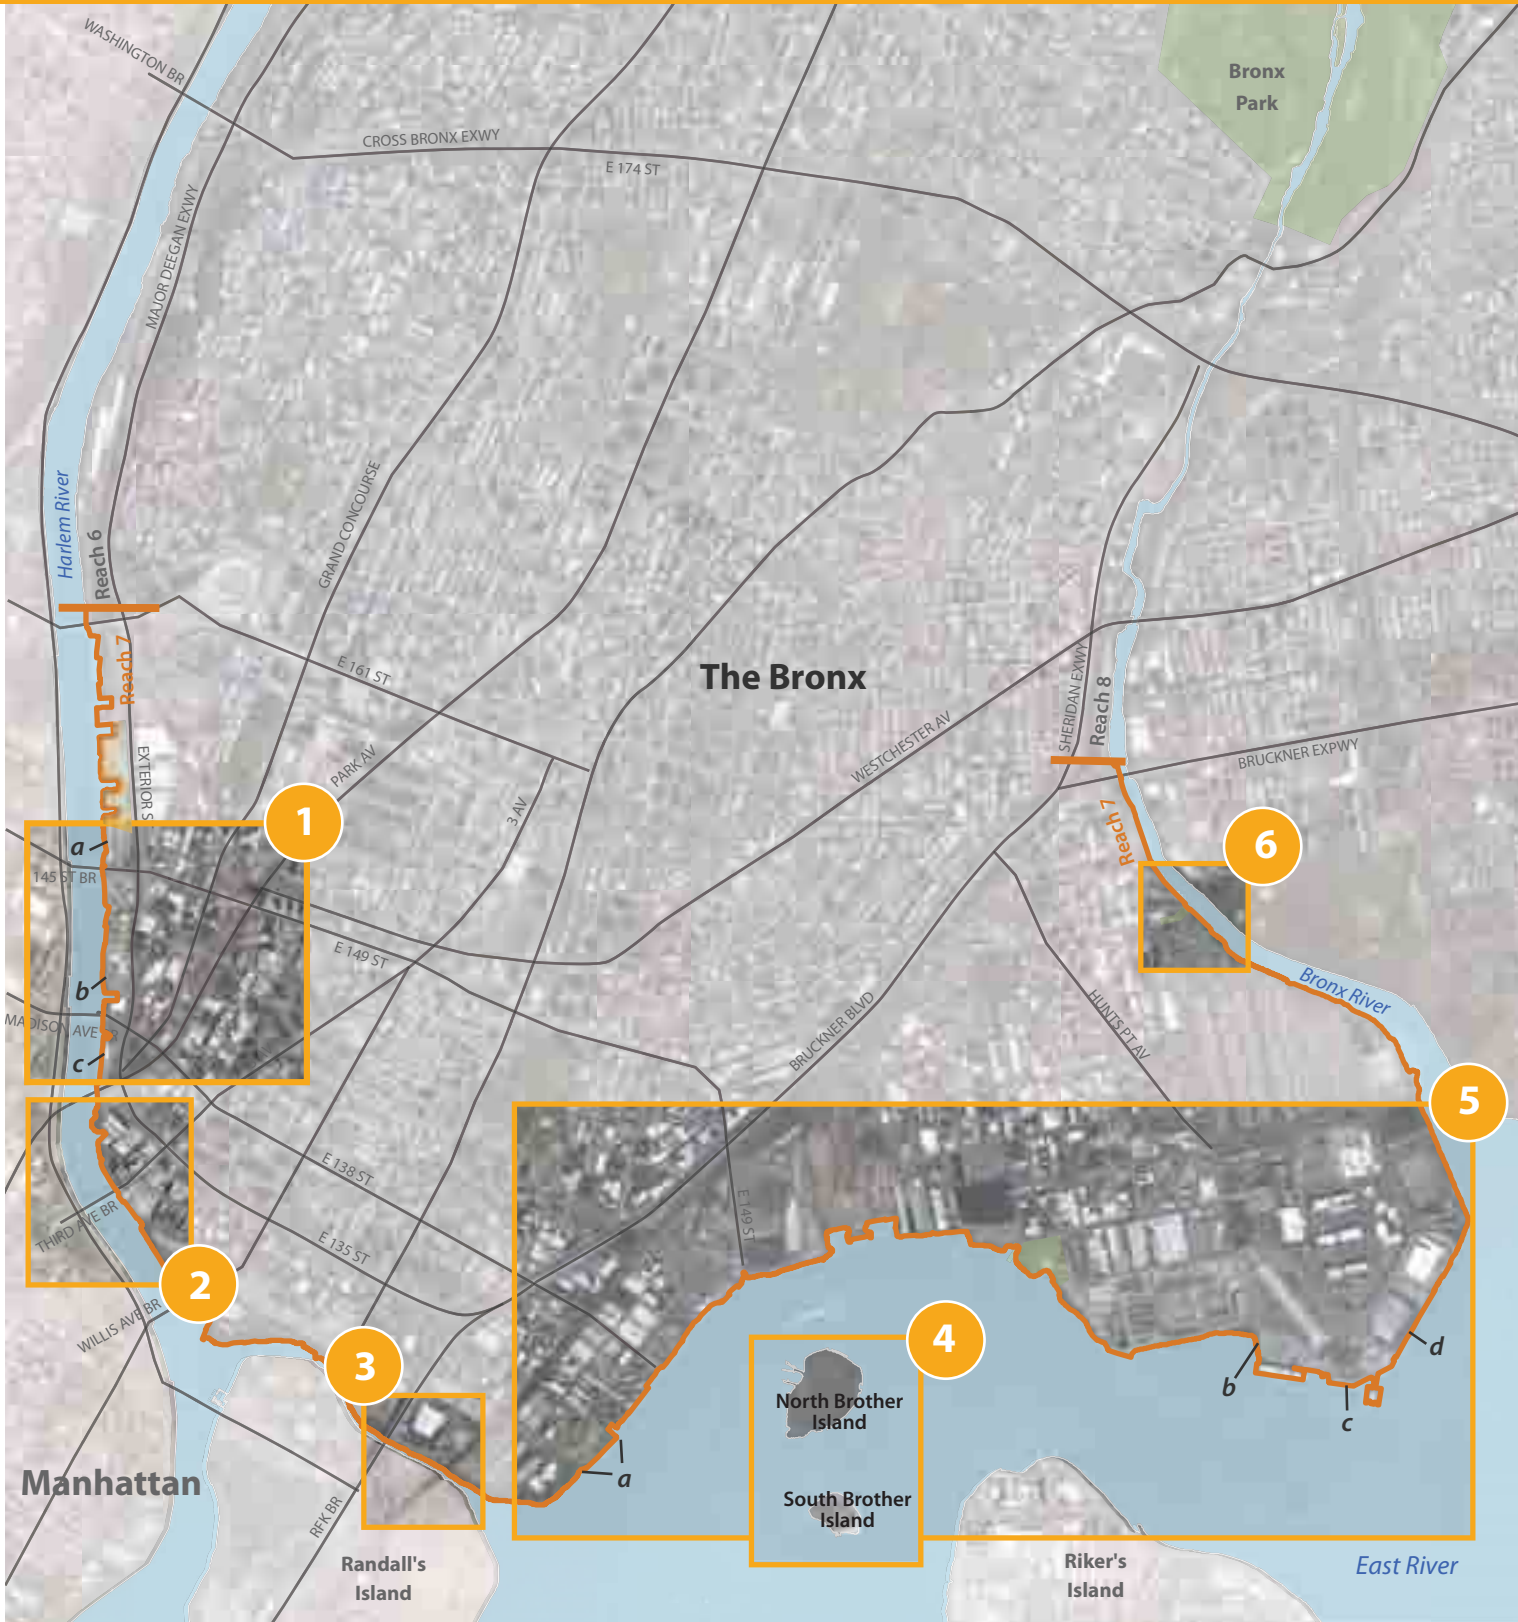 WASHINGTON BR
Bronx
Park
CROSS BRONX EXWY
E 174 ST
MAJOR DEEGAN EXWY
Harlem River
Reach 6
GRAND CONCOURSE
Reach 7
E 161 ST
The Bronx
SHERIDAN EXWY
Reach 8
EXTERIOR S
PARK AV
3 AV
WESTCHESTER AV
BRUCKNER EXPWY
1
a
145 ST BR
Reach 7
6
E 149 ST
b
MADISON AVE BR
c
BRUCKNER BLVD
HUNTS PT AV
Bronx River
5
E 138 ST
E 149 ST
THIRD AVE BR
E 135 ST
2
WILLIS AVE BR
3
4
North Brother
Island
b
d
c
a
Manhattan
RFK BR
South Brother
Island
Randall's
Island
Riker's
Island
East River